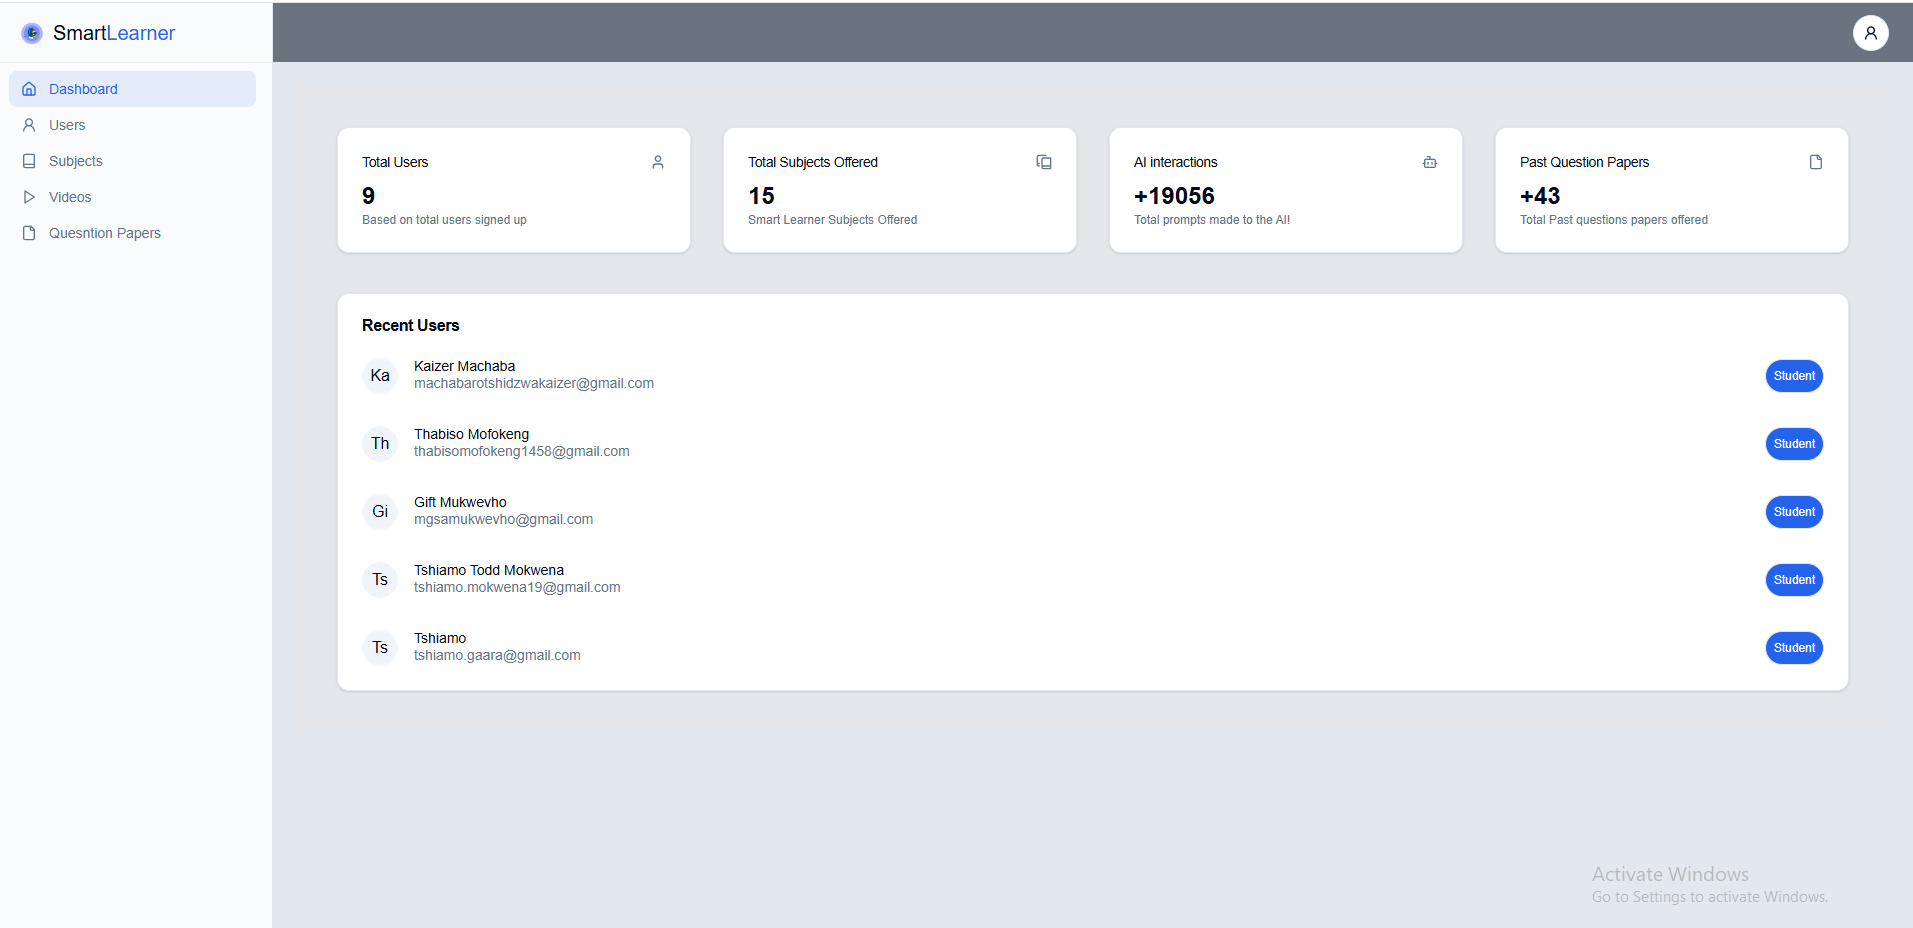 SmartLearner
Dashboard
Users
Subjects
Videos
Quesntion Papers
Total Users
9
Based on total users signed up
Total Subjects Offered
15
Smart Learner Subjects Offered
AI interactions
+19056
Total prompts made to the AI!
Past Question Papers
+43
Total Past questions papers offered
Recent Users
Ka
Kaizer Machaba
machabarotshidzwakaizer@gmail.com
Student
Th
Thabiso Mofokeng
thabisomofokeng1458@gmail.com
Student
Gi
Gift Mukwevho
mgsamukwevho@gmail.com
Student
Ts
Tshiamo Todd Mokwena
tshiamo.mokwena19@gmail.com
Student
Ts
Tshiamo
tshiamo.gaara@gmail.com
Student
Activate Windows
Go to Settings to activate Windows.